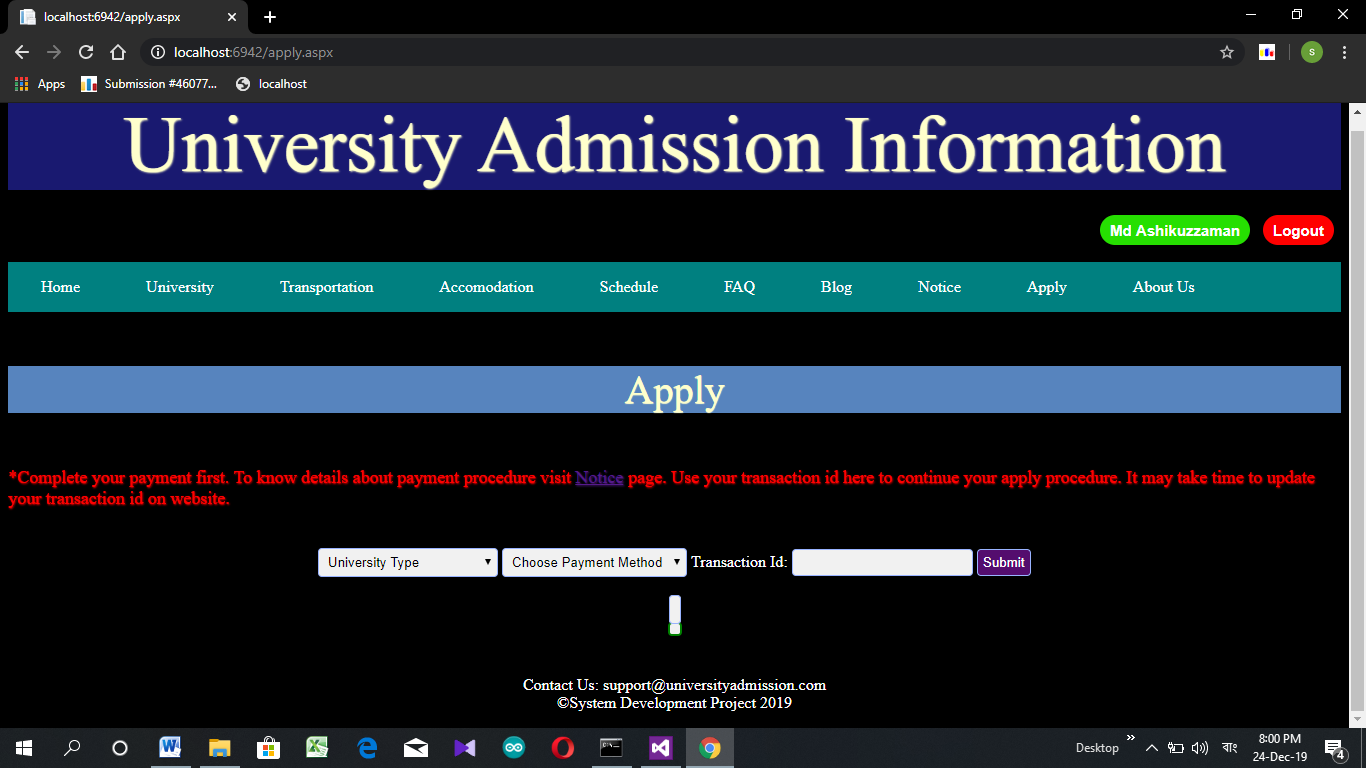 localhost:6942/apply.aspx
localhost:6942/apply.aspx
S
Apps Submission #46077... localhost
University Admission Information
Md Ashikuzzaman Logout
Home University Transportation Accomodation Schedule FAQ Blog Notice Apply About Us
Apply
*Complete your payment first. To know details about payment procedure visit Notice page. Use your transaction id here to continue your apply procedure. It may take time to update
your transaction id on website.
University Type Choose Payment Method Transaction Id: Submit
Contact Us: support@universityadmission.com
©System Development Project 2019
Desktop » বাং 8:00 PM
24-Dec-19 4